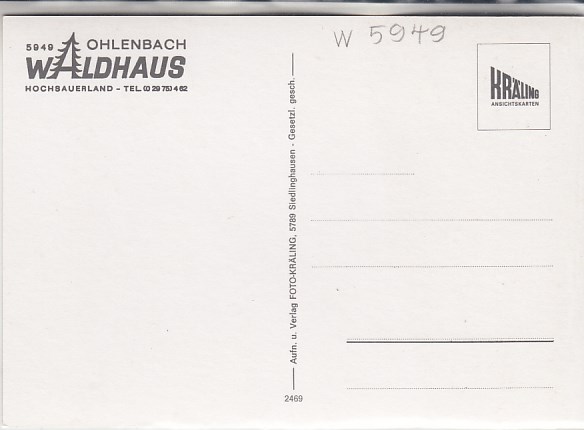 5949 OHLENBACH
WALDHAUS
HOCHSAUERLAND - TEL. (0 29 75) 4 62
W 5949
KRÄLING
ANSICHTSKARTEN
Aufn. u. Verlag FOTO-KRÄLING, 5789 Siedlinghausen - Gesetzl. gesch.
2469